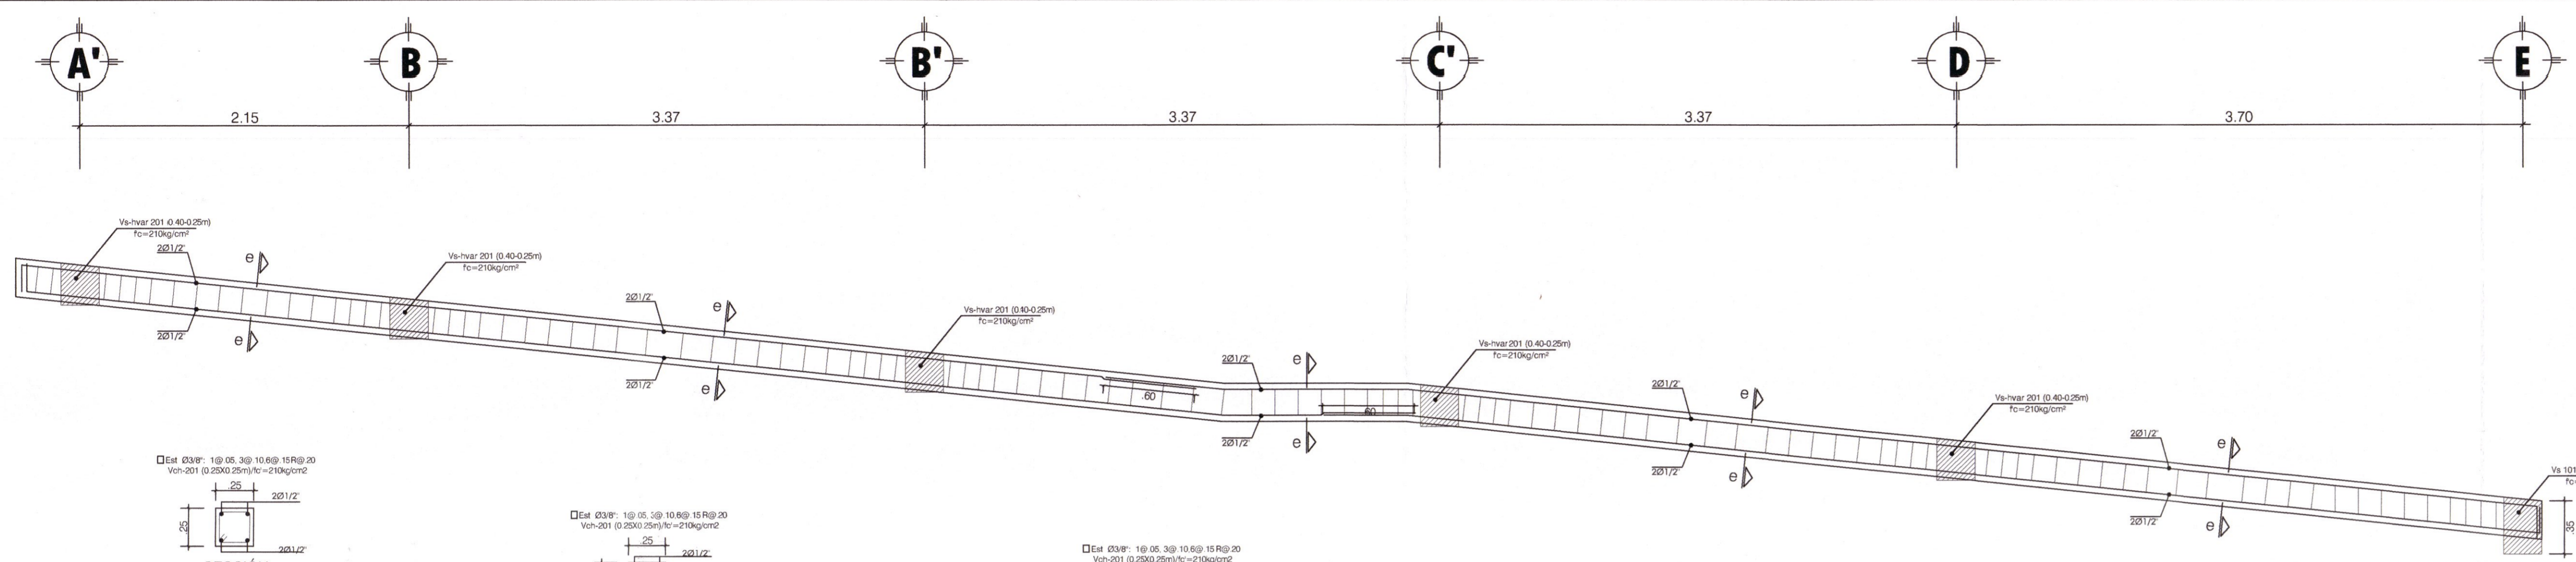 A' B B' C' D E
2.15 3.37 3.37 3.37 3.70
Vs-hvar 201 (0.40-0.25m)
f'c=210kg/cm²
2Ø1/2"
e
2Ø1/2"
e
Vs-hvar 201 (0.40-0.25m)
f'c=210kg/cm²
2Ø1/2"
e
2Ø1/2"
e
Vs-hvar 201 (0.40-0.25m)
f'c=210kg/cm²
.60
2Ø1/2"
e
.60
2Ø1/2"
e
Vs-hvar 201 (0.40-0.25m)
f'c=210kg/cm²
2Ø1/2"
e
2Ø1/2"
e
Vs-hvar 201 (0.40-0.25m)
f'c=210kg/cm²
2Ø1/2"
e
2Ø1/2"
e
Vs 101
.35
Est Ø3/8": 1@.05, 3@.10,6@.15 R@.20
Vch-201 (0.25X0.25m)/fc'=210kg/cm2
.25
2Ø1/2"
.25
2Ø1/2"
Est Ø3/8": 1@.05, 3@.10,6@.15 R@.20
Vch-201 (0.25X0.25m)/fc'=210kg/cm2
.25
2Ø1/2"
Est Ø3/8": 1@.05, 3@.10,6@.15 R@.20
Vch-201 (0.25X0.25m)/fc'=210kg/cm2